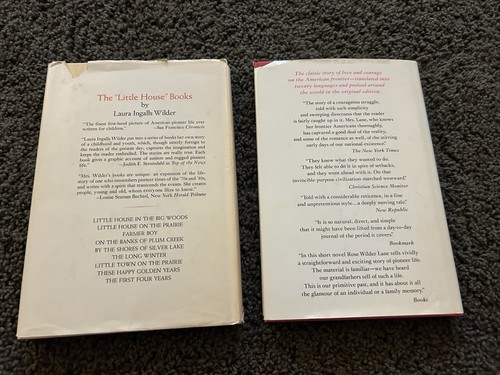 The "Little House" Books
by
Laura Ingalls Wilder
"The finest first-hand picture of American pioneer life ever
written for children." —San Francisco Chronicle
"Laura Ingalls Wilder put into a series of books her own story
of a childhood and youth, which, though utterly foreign to
the readers of the present day, captures the imagination and
keeps the reader enthralled. The stories are really true. Each
book gives a graphic account of autism and rugged pioneer
life." —Judith E. in Top of the News
"Mrs. Wilder's books are unique: an expansion of the life-
story of one who remembers pioneer times of the '70s and '80s,
and writes with a spirit that transcends the events. She creates
people, young and old, whom everyone likes to know."
—Louise Seaman Bechtel, New York Herald Tribune
LITTLE HOUSE IN THE BIG WOODS
LITTLE HOUSE ON THE PRAIRIE
FARMER BOY
ON THE BANKS OF PLUM CREEK
BY THE SHORES OF SILVER LAKE
THE LONG WINTER
LITTLE TOWN ON THE PRAIRIE
THESE HAPPY GOLDEN YEARS
THE FIRST FOUR YEARS
The classic story of love and courage
on the American frontier—translated into
twenty languages and pirated around
the world in the original edition.
"The story of a courageous struggle,
told with such simplicity
and sweeping directness that the reader
is fairly caught up in it. Mrs. Lane, who knows
her frontier Americans thoroughly,
has captured a good deal of the reality,
and some of the romance as well, of the stirring
early days of our national existence."
The New York Times
"They knew what they wanted to do.
They felt able to do it in spite of setbacks,
and they went ahead with it. On that
invincible purpose civilization marched westward."
Christian Science Monitor
"Told with a considerable reticence, in a fine
and unpretentious style...a deeply moving tale."
New Republic
"It is so natural, direct, and simple
that it might have been lifted from a day-to-day
journal of the period it covers."
Bookmark
"In this short novel Rose Wilder Lane tells vividly
a straightforward and exciting story of pioneer life.
The material is familiar—we have heard
our grandfathers tell of such a life.
This is our primitive past, and it has about it all
the glamour of an individual or a family memory."
Books